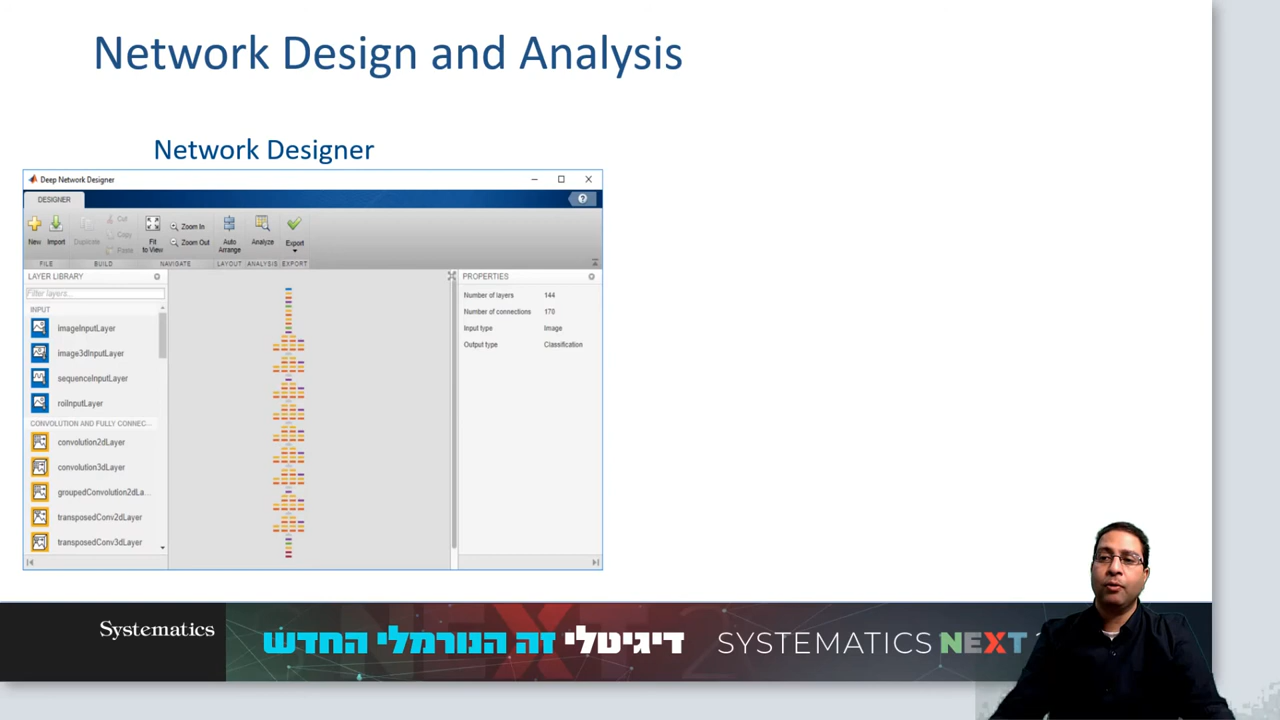 Network Design and Analysis
Network Designer
Deep Network Designer
DESIGNER
New
Import
Duplicate
Cut
Copy
Paste
Fit to View
Zoom In
Zoom Out
Auto Arrange
Analyze
Export
FILE
BUILD
NAVIGATE
LAYOUT
ANALYSIS
EXPORT
LAYER LIBRARY
Filter layers...
INPUT
imageInputLayer
image3dInputLayer
sequenceInputLayer
roiInputLayer
CONVOLUTION AND FULLY CONNEC...
convolution2dLayer
convolution3dLayer
groupedConvolution2dLa...
transposedConv2dLayer
transposedConv3dLayer
PROPERTIES
Number of layers 144
Number of connections 170
Input type Image
Output type Classification
Systematics
דיגיטלי זה הנורמלי החדש
SYSTEMATICS NEXT